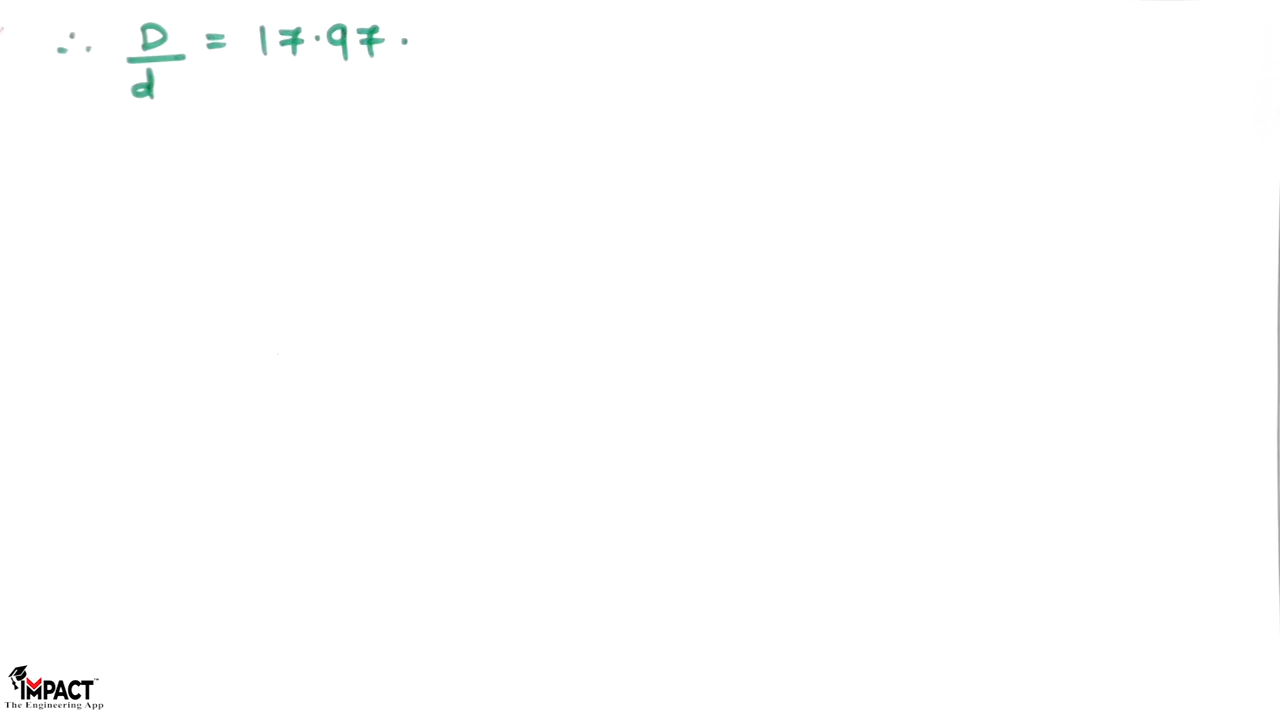 ∴ D/d = 17.97.
IMPACT™
The Engineering App